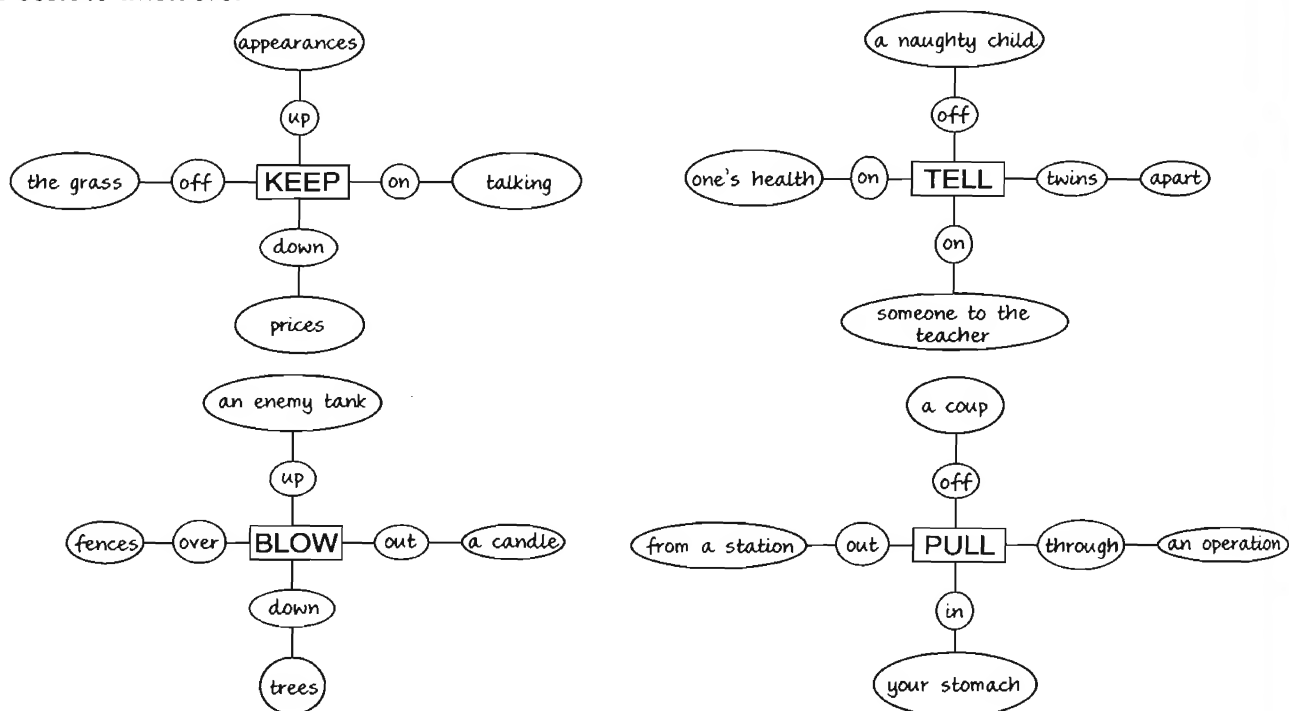 appearances
up
the grass off KEEP on talking
down
prices
a naughty child
off
one's health on TELL twins apart
on
someone to the
teacher
an enemy tank
up
fences over BLOW out a candle
down
trees
a coup
off
from a station out PULL through an operation
in
your stomach